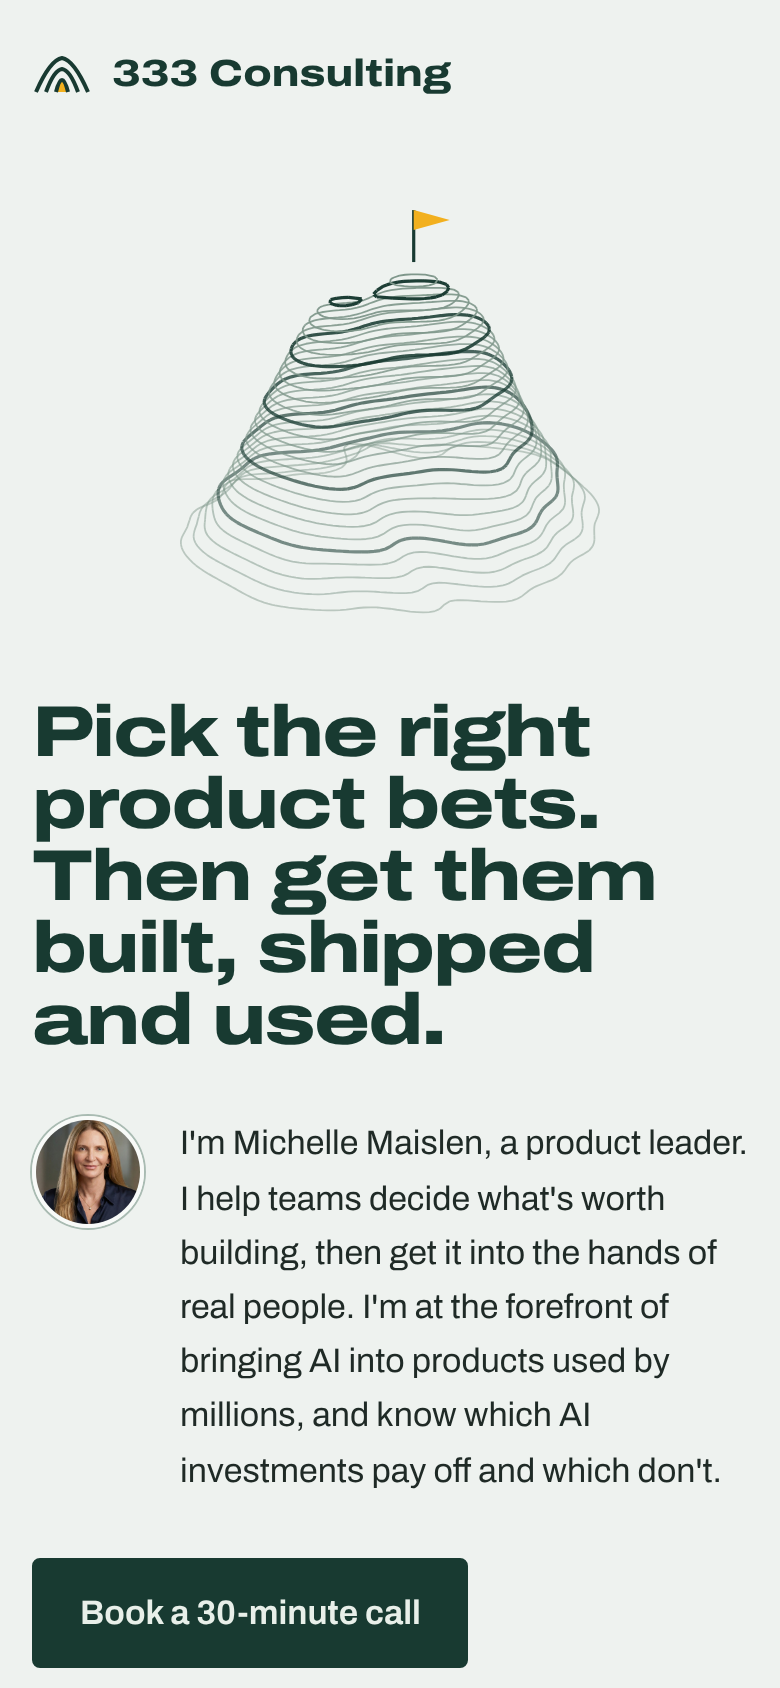 333 Consulting
Pick the right
product bets.
Then get them
built, shipped
and used.
I'm Michelle Maislen, a product leader.
I help teams decide what's worth
building, then get it into the hands of
real people. I'm at the forefront of
bringing AI into products used by
millions, and know which AI
investments pay off and which don't.
Book a 30-minute call